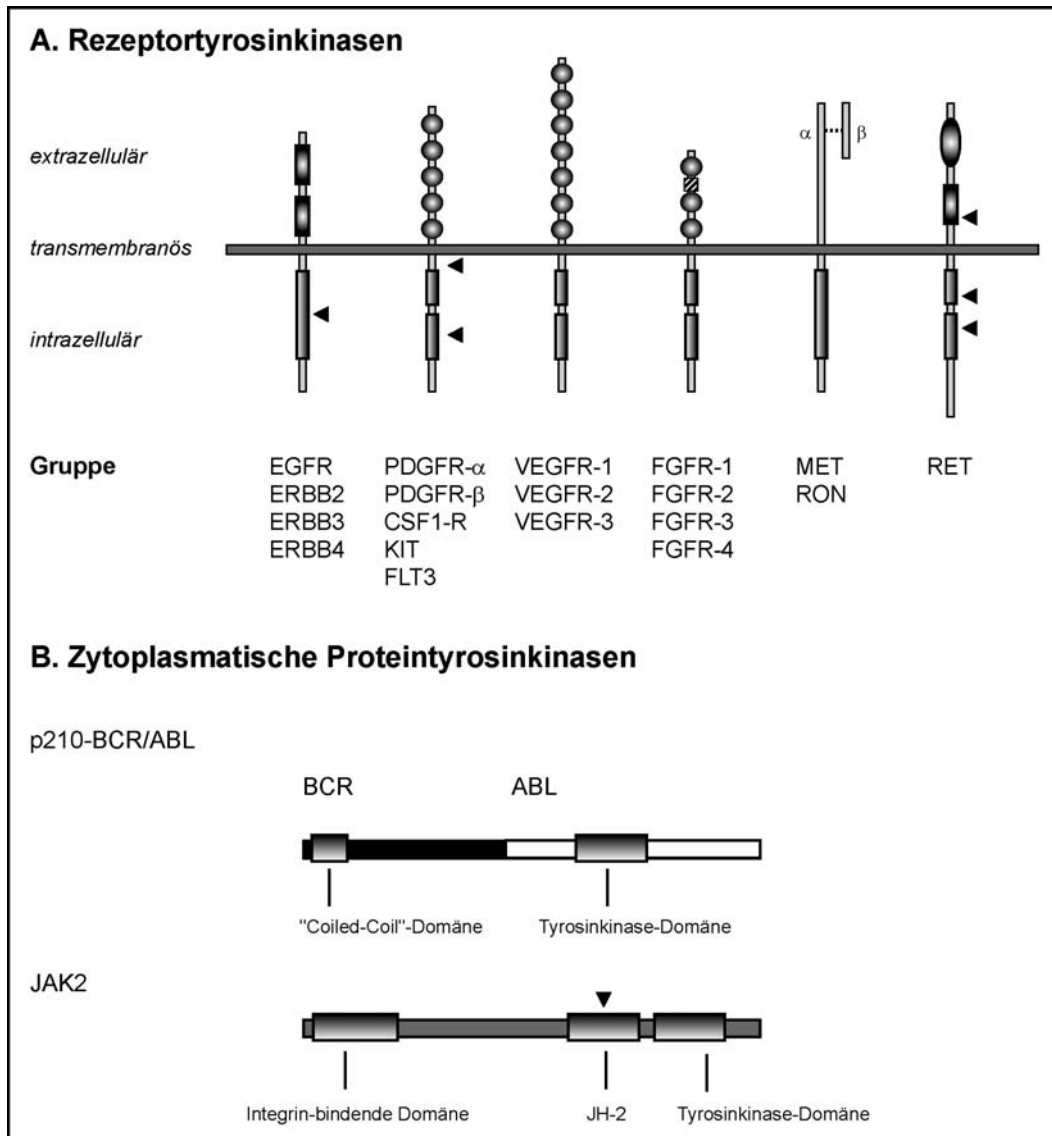 A. Rezeptortyrosinkinasen
extrazellulär
α β
transmembranös
intrazellulär
Gruppe EGFR PDGFR-α VEGFR-1 FGFR-1 MET RET
ERBB2 PDGFR-β VEGFR-2 FGFR-2 RON
ERBB3 CSF1-R VEGFR-3 FGFR-3
ERBB4 KIT FGFR-4
FLT3
B. Zytoplasmatische Proteintyrosinkinasen
p210-BCR/ABL
BCR ABL
"Coiled-Coil"-Domäne Tyrosinkinase-Domäne
JAK2
Integrin-bindende Domäne JH-2 Tyrosinkinase-Domäne